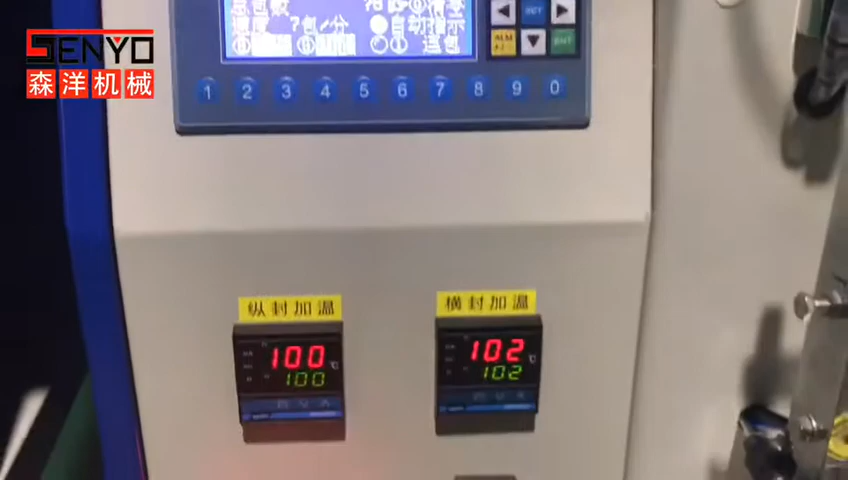 SENYO
森洋机械
总包数
清零
速度 ?包/分 自动指示
SET
ALM
ENT
1 2 3 4 5 6 7 8 9 0
纵封加温
横封加温
100 ℃
100
102 ℃
102